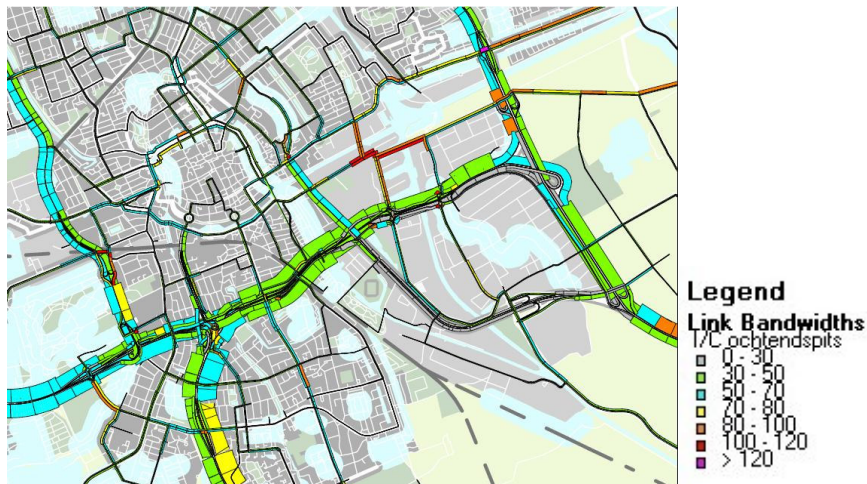 Legend
Link Bandwidths
I/C ochtendspits
0 - 30
30 - 50
50 - 70
70 - 80
80 - 100
100 - 120
> 120